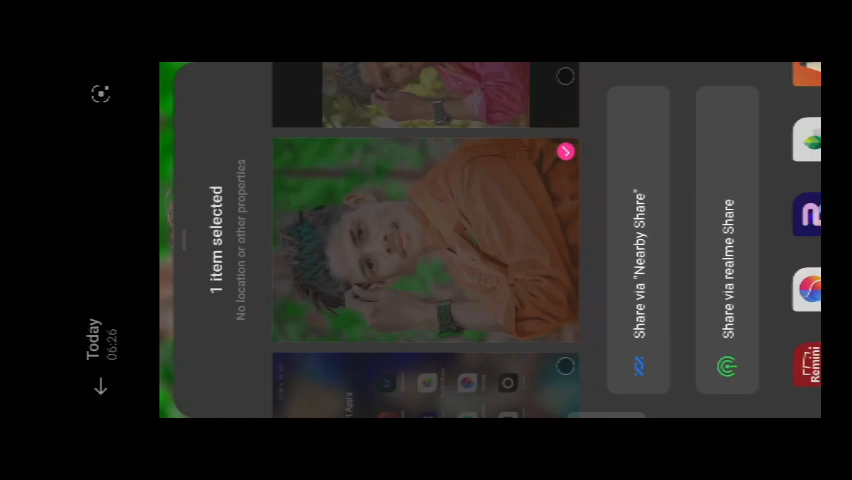 Today
06:26
1 item selected
No location or other properties
Share via "Nearby Share"
Share via realme Share
Remini